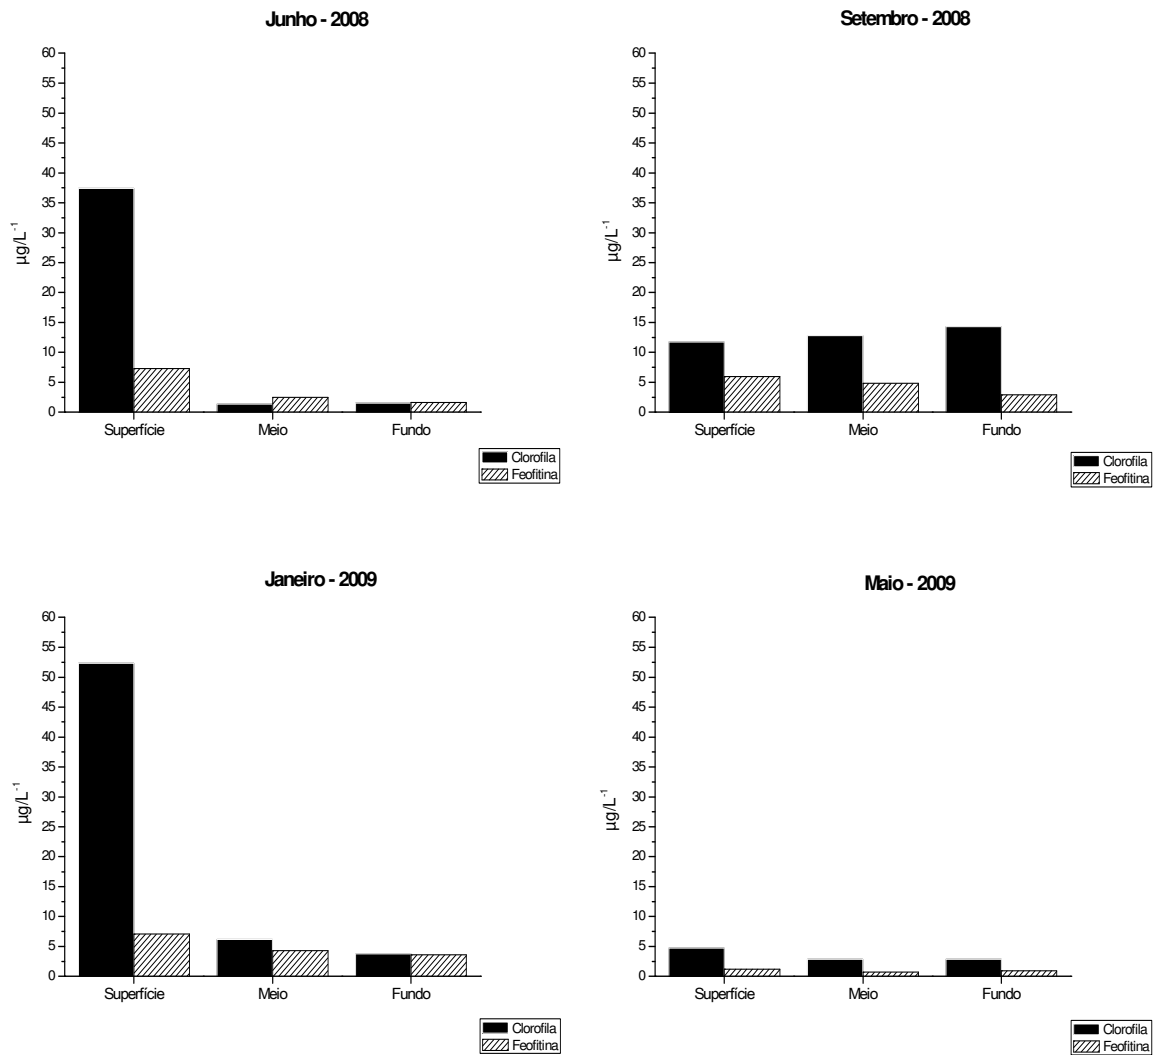 Junho - 2008
60
55
50
45
40
35
30
25
20
15
10
5
0
µg/L⁻¹
Superfície Meio Fundo
Clorofila
Feofitina
Setembro - 2008
60
55
50
45
40
35
30
25
20
15
10
5
0
µg/L⁻¹
Superfície Meio Fundo
Clorofila
Feofitina
Janeiro - 2009
60
55
50
45
40
35
30
25
20
15
10
5
0
µg/L⁻¹
Superfície Meio Fundo
Clorofila
Feofitina
Maio - 2009
60
55
50
45
40
35
30
25
20
15
10
5
0
µg/L⁻¹
Superfície Meio Fundo
Clorofila
Feofitina